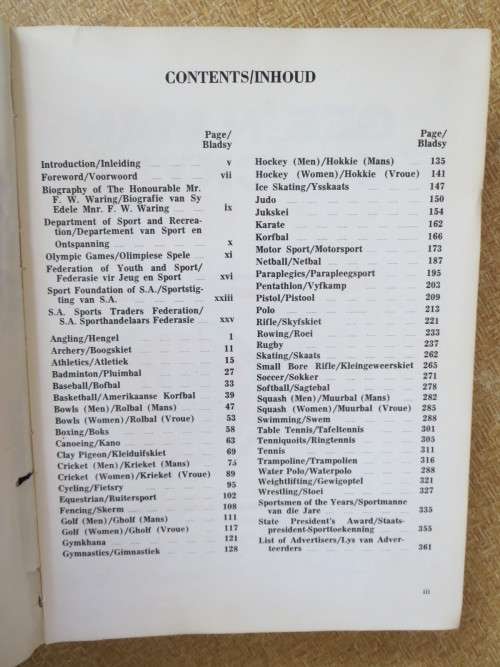 CONTENTS/INHOUD
Page/
Bladsy
Introduction/Inleiding v
Foreword/Voorwoord vii
Biography of The Honourable Mr.
F. W. Waring/Biografie van Sy
Edele Mnr. F. W. Waring ix
Department of Sport and Recrea-
tion/Departement van Sport en
Ontspanning x
Olympic Games/Olimpiese Spele xi
Federation of Youth and Sport/
Federasie vir Jeug en Sport xvi
Sport Foundation of S.A./Sportstig-
ting van S.A. xxiii
S.A. Sports Traders Federation/
S.A. Sporthandelaars Federasie xxv
Angling/Hengel 1
Archery/Boogskiet 11
Athletics/Atletiek 15
Badminton/Pluimbal 27
Baseball/Bofbal 33
Basketball/Amerikaanse Korfbal 39
Bowls (Men)/Rolbal (Mans) 47
Bowls (Women)/Rolbal (Vroue) 53
Boxing/Boks 58
Canoeing/Kano 63
Clay Pigeon/Kleiduifskiet 69
Cricket (Men)/Krieket (Mans) 75
Cricket (Women)/Krieket (Vroue) 89
Cycling/Fietsry 95
Equestrian/Ruitersport 102
Fencing/Skerm 108
Golf (Men)/Gholf (Mans) 111
Golf (Women)/Gholf (Vroue) 117
Gymkhana 121
Gymnastics/Gimnastiek 128
Page/
Bladsy
Hockey (Men)/Hokkie (Mans) 135
Hockey (Women)/Hokkie (Vroue) 141
Ice Skating/Ysskaats 147
Judo 150
Jukskei 154
Karate 162
Korfbal 166
Motor Sport/Motorsport 173
Netball/Netbal 187
Paraplegics/Parapleegsport 195
Pentathlon/Vyfkamp 203
Pistol/Pistool 209
Polo 213
Rifle/Skyfskiet 221
Rowing/Roei 233
Rugby 237
Skating/Skaats 262
Small Bore Rifle/Kleingeweerskiet 265
Soccer/Sokker 271
Softball/Sagtebal 278
Squash (Men)/Muurbal (Mans) 282
Squash (Women)/Muurbal (Vroue) 285
Swimming/Swem 288
Table Tennis/Tafeltennis 301
Tenniquoits/Ringtennis 305
Tennis 311
Trampoline/Trampolien 316
Water Polo/Waterpolo 288
Weightlifting/Gewigoptel 321
Wrestling/Stoei 327
Sportsmen of the Years/Sportmanne
van die Jare 335
State President's Award/Staats-
president-Sporttoekenning 355
List of Advertisers/Lys van Adver-
teerders 361
iii